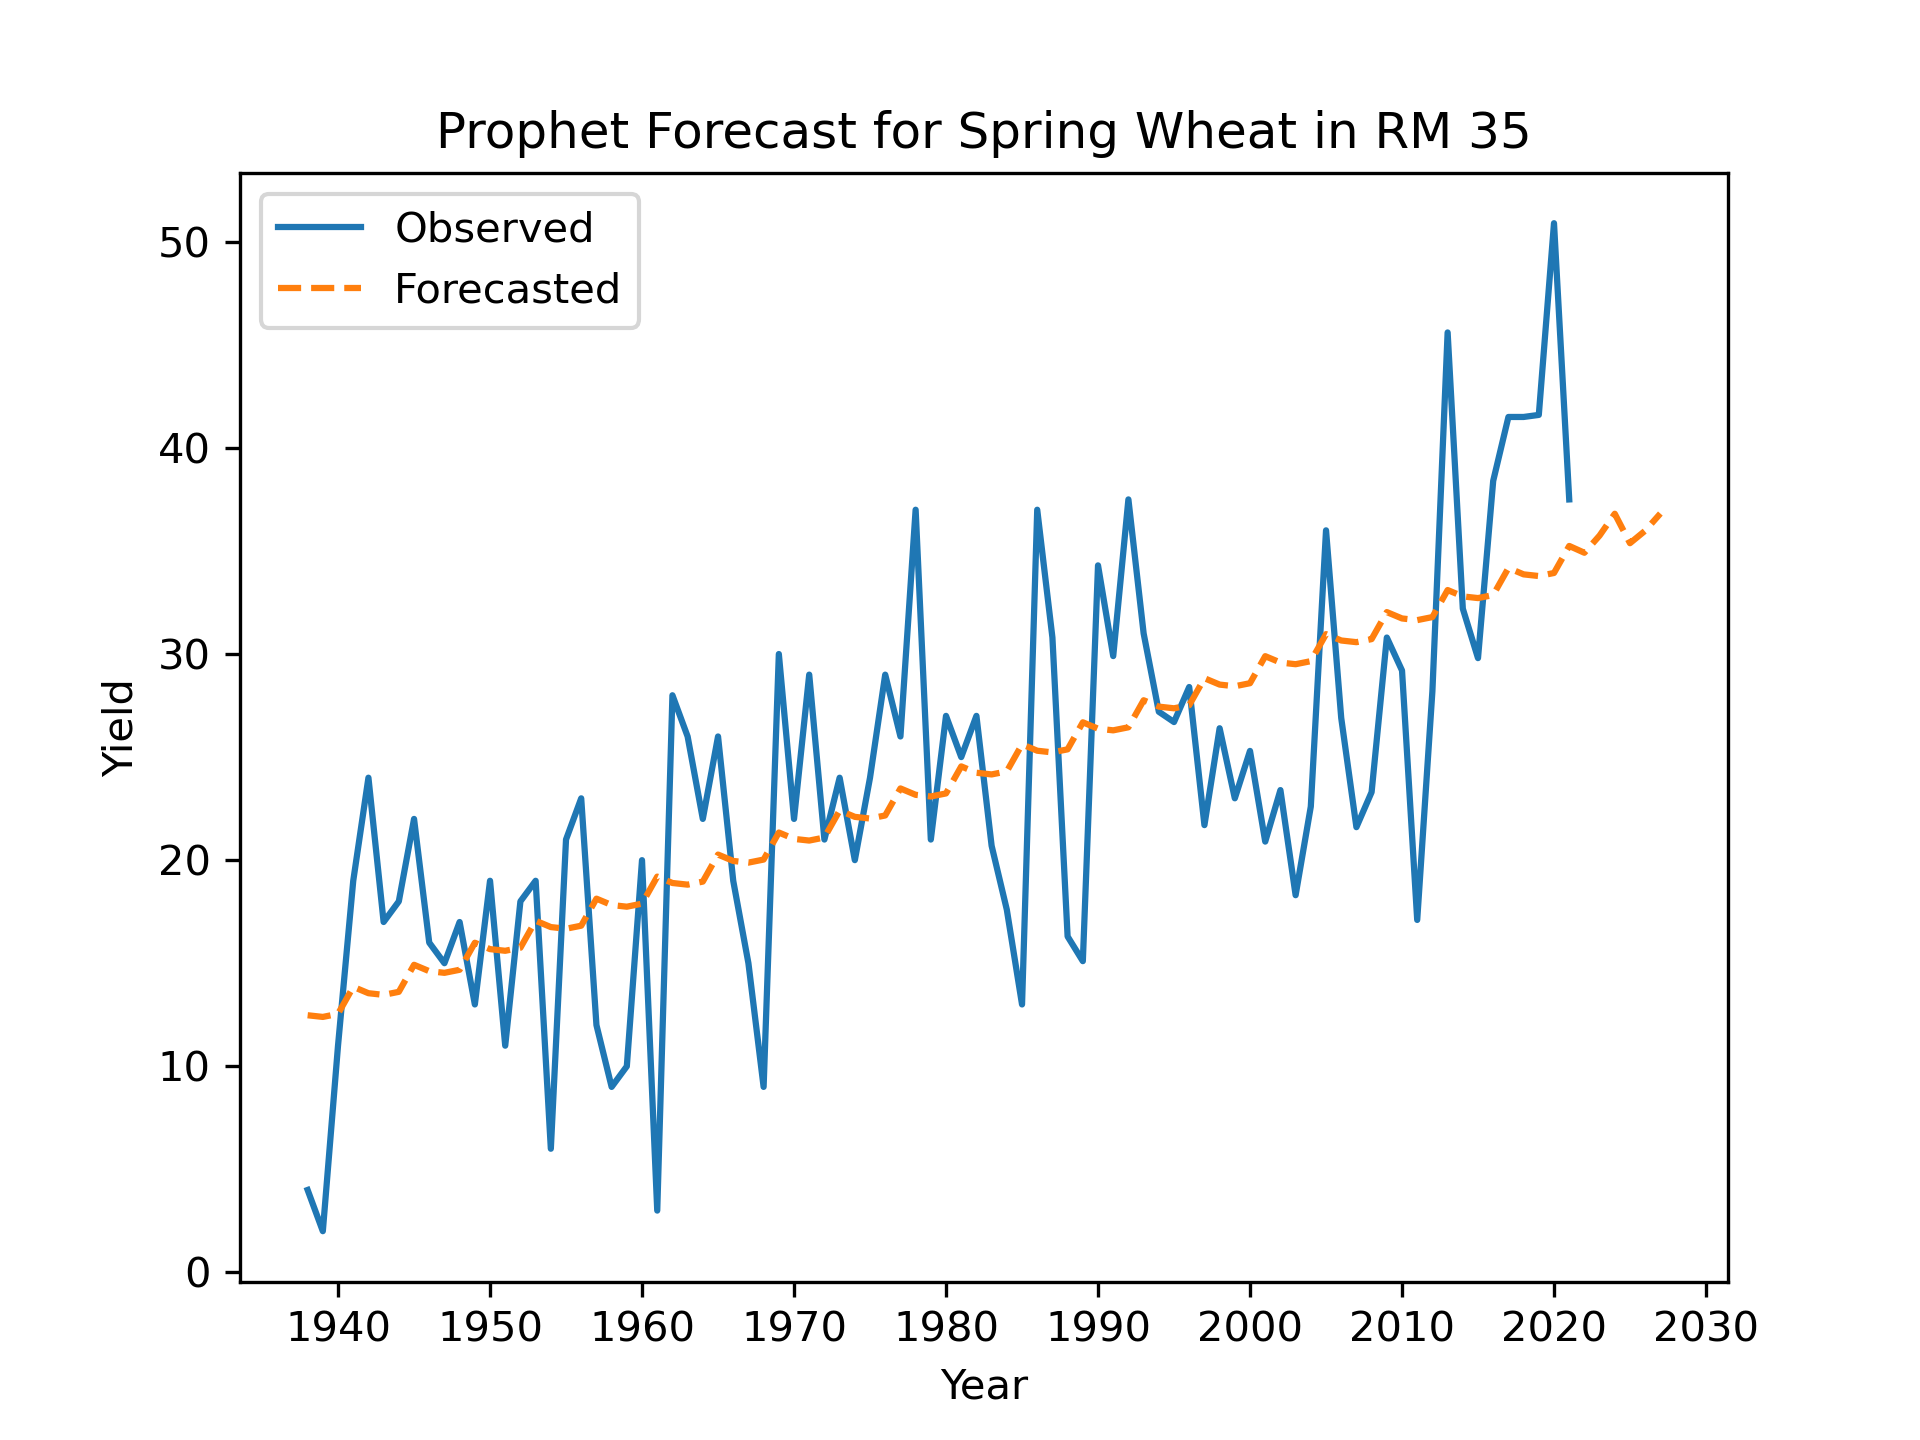 Prophet Forecast for Spring Wheat in RM 35
Observed
Forecasted
50
40
30
20
10
0
Yield
1940 1950 1960 1970 1980 1990 2000 2010 2020 2030
Year